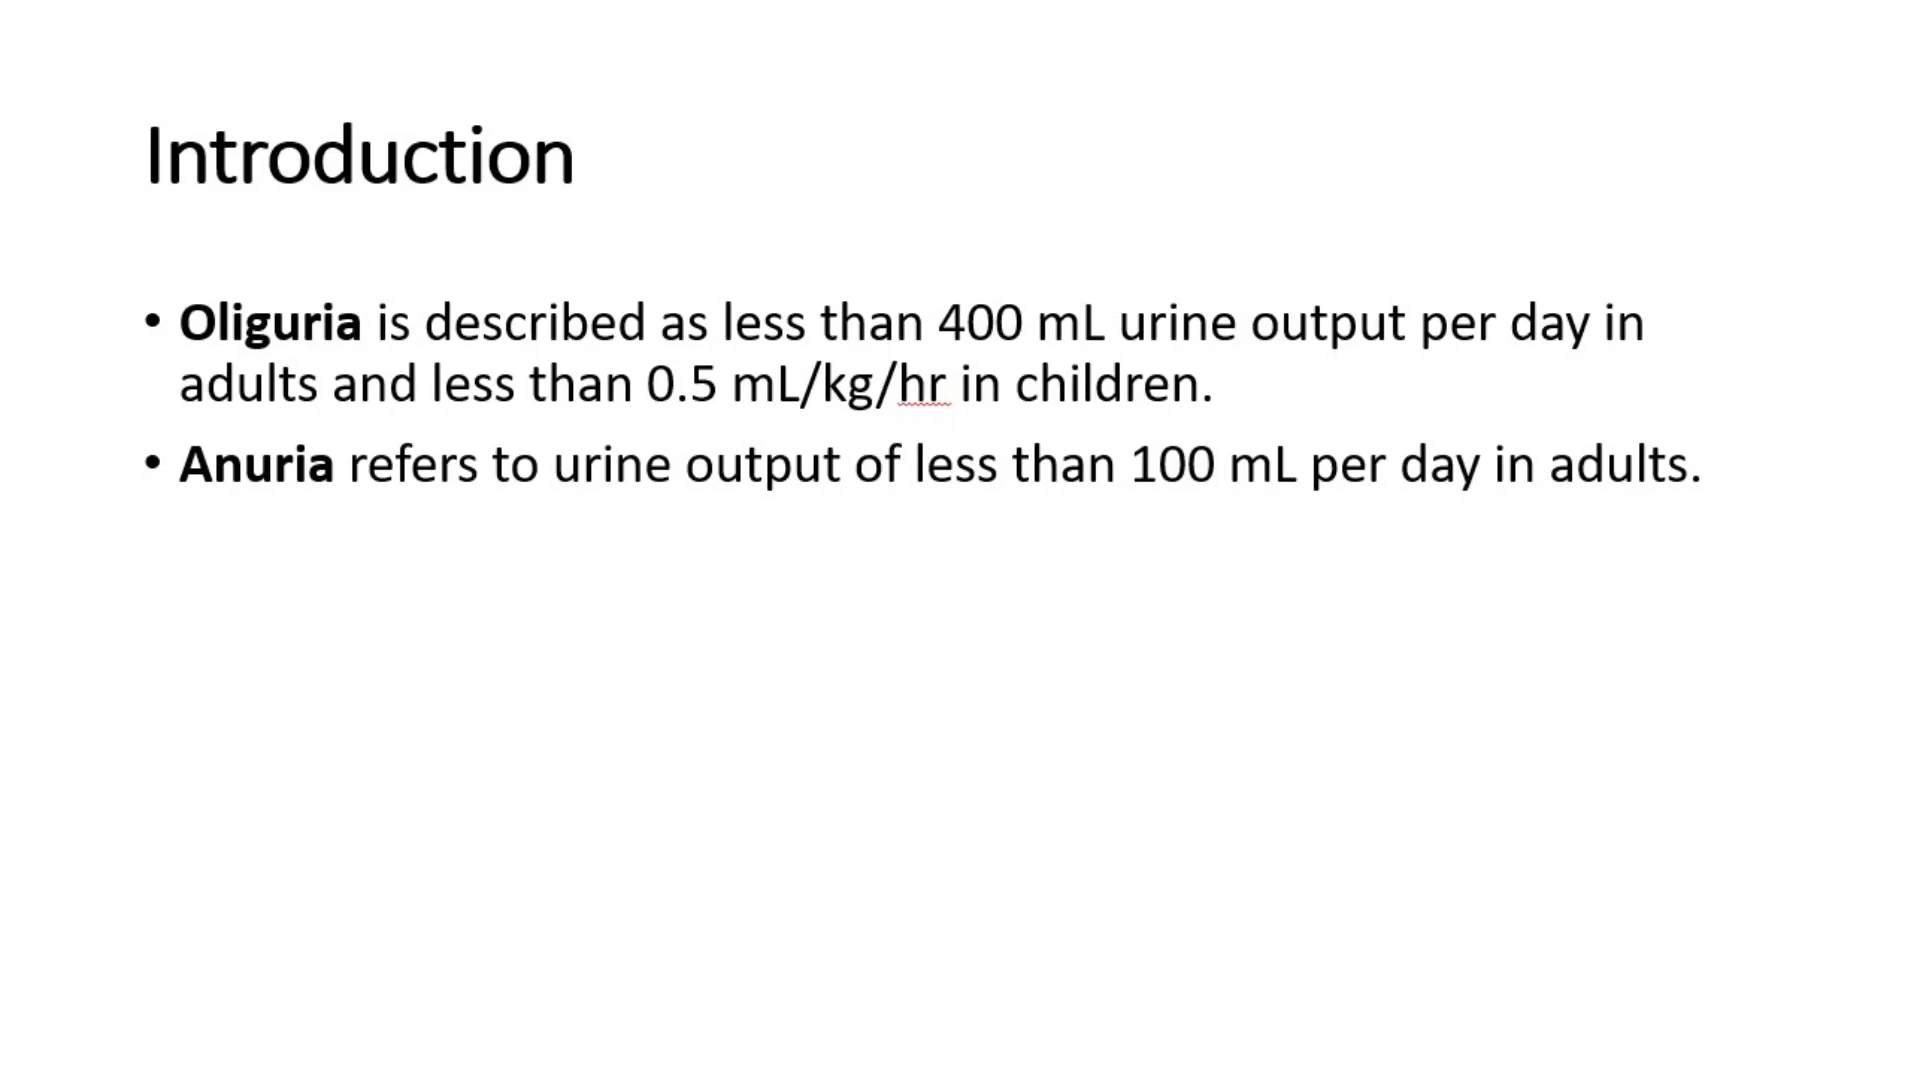 Introduction
• Oliguria is described as less than 400 mL urine output per day in
adults and less than 0.5 mL/kg/hr in children.
• Anuria refers to urine output of less than 100 mL per day in adults.